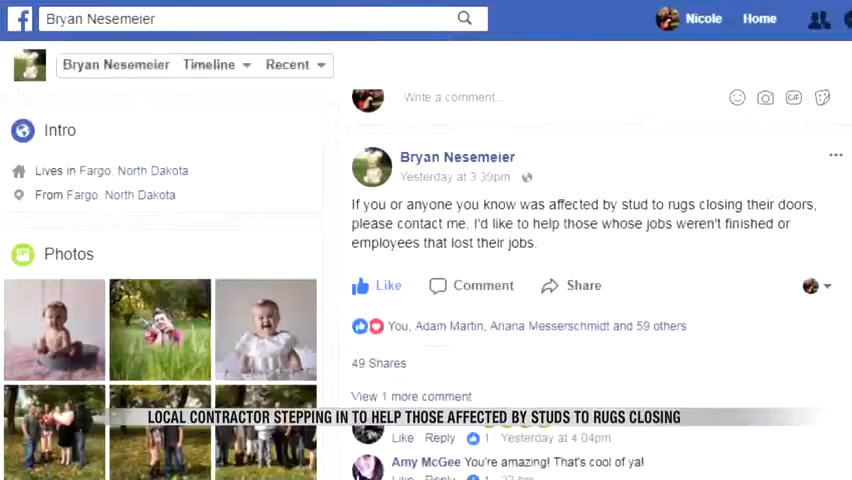 Bryan Nesemeier
Nicole Home
Bryan Nesemeier Timeline Recent
Write a comment...
GIF
Intro
Lives in Fargo, North Dakota
From Fargo, North Dakota
Photos
Bryan Nesemeier
Yesterday at 3:39pm
If you or anyone you know was affected by stud to rugs closing their doors,
please contact me. I'd like to help those whose jobs weren't finished or
employees that lost their jobs.
Like Comment Share
You, Adam Martin, Ariana Messerschmidt and 59 others
49 Shares
View 1 more comment
LOCAL CONTRACTOR STEPPING IN TO HELP THOSE AFFECTED BY STUDS TO RUGS CLOSING
Like Reply 1 Yesterday at 4:04pm
Amy McGee You're amazing! That's cool of ya!
Like Reply 1